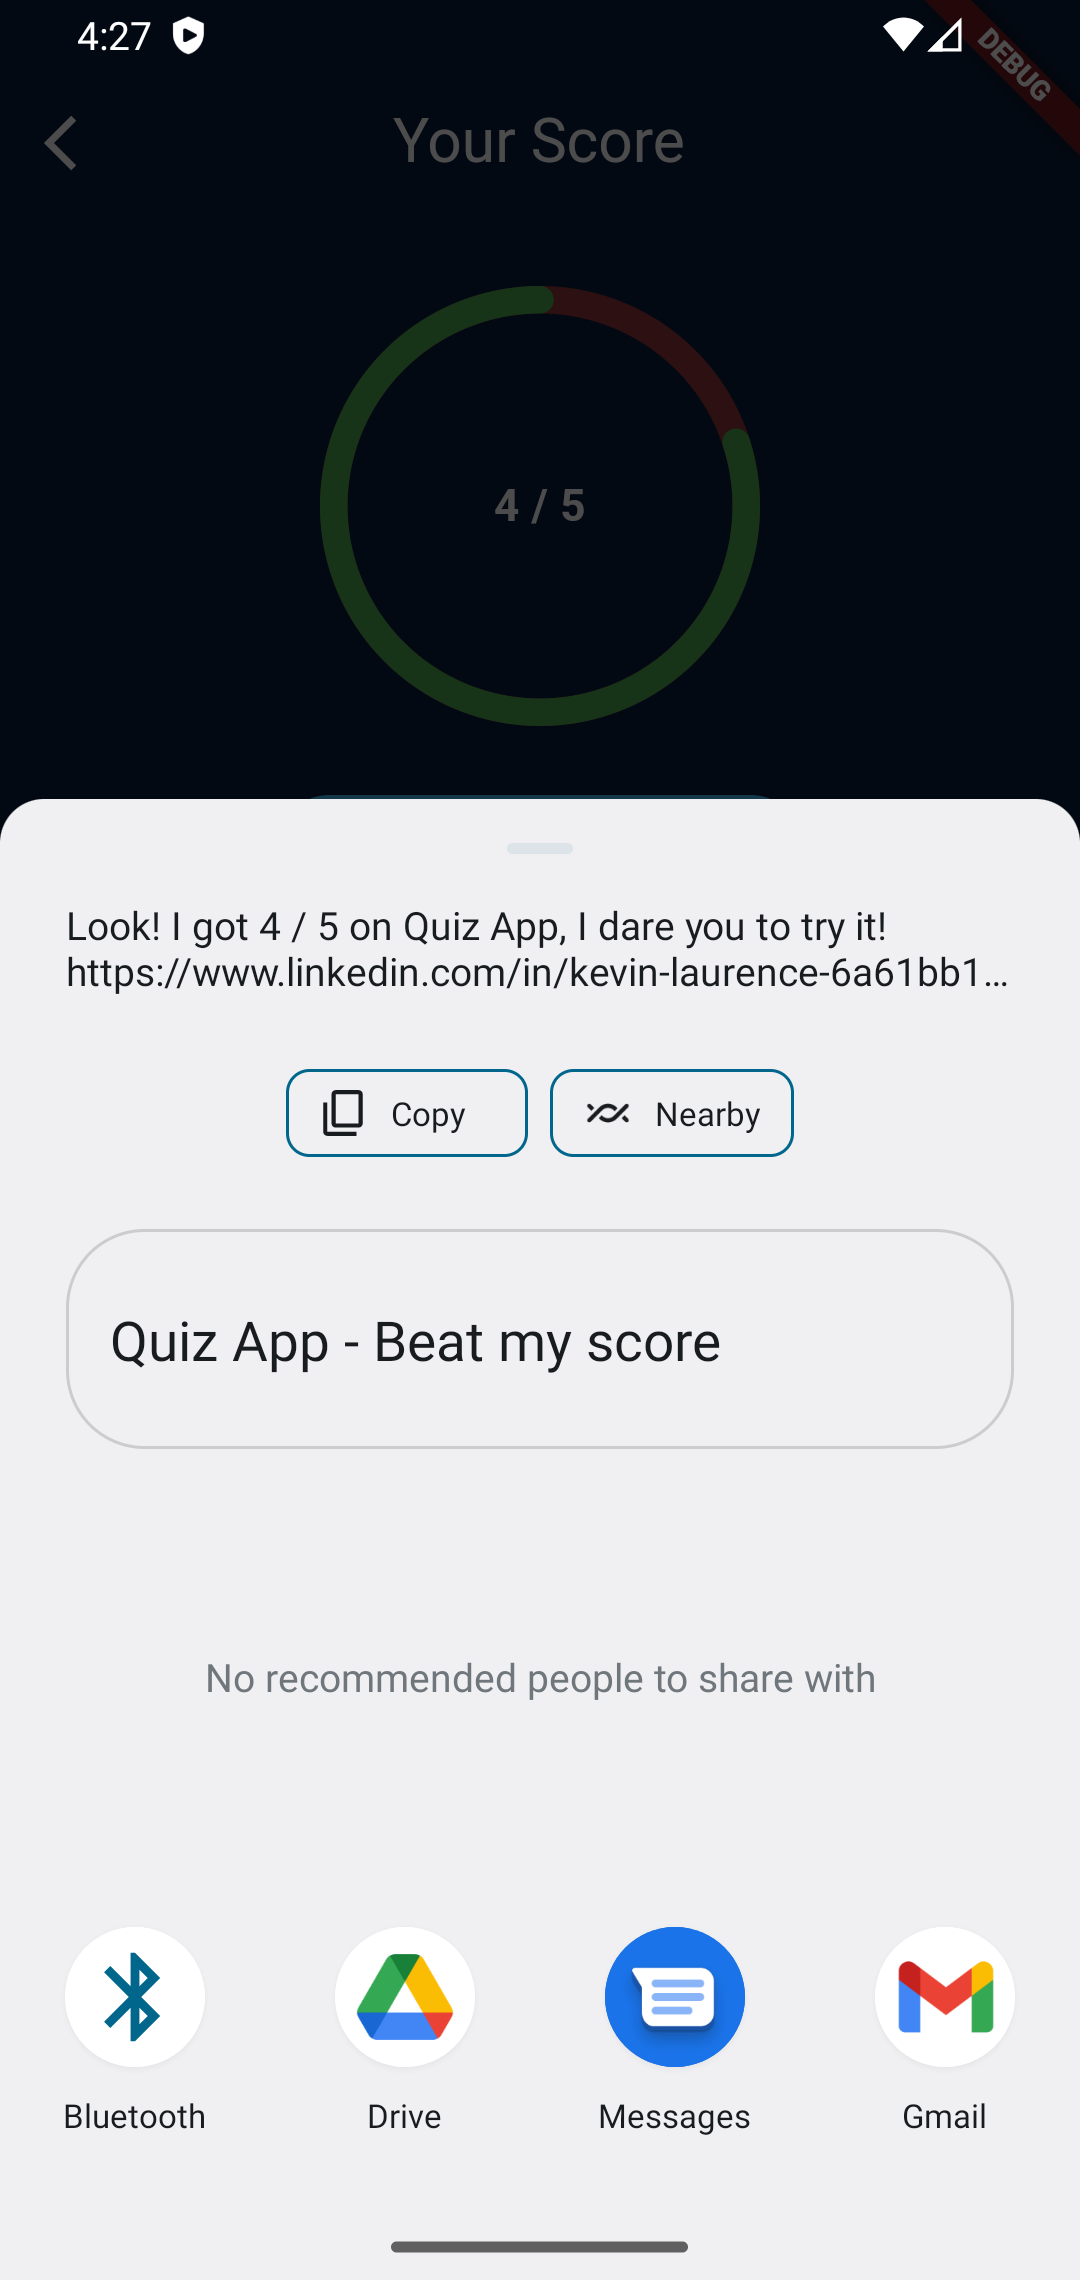 4:27
DEBUG
Your Score
4 / 5
Look! I got 4 / 5 on Quiz App, I dare you to try it!
https://www.linkedin.com/in/kevin-laurence-6a61bb1…
Copy
Nearby
Quiz App - Beat my score
No recommended people to share with
Bluetooth
Drive
Messages
Gmail